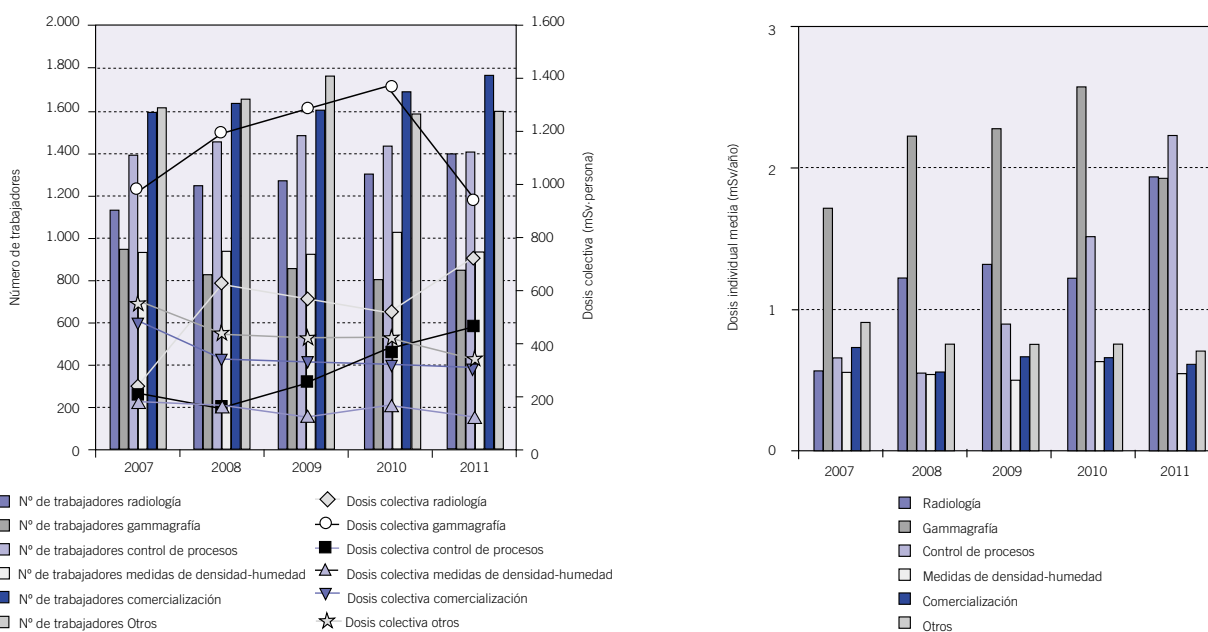 2.000
1.800
1.600
1.400
1.200
1.000
800
600
400
200
0
Número de trabajadores
1.600
1.400
1.200
1.000
800
600
400
200
0
Dosis colectiva (mSv·persona)
2007 2008 2009 2010 2011
Nº de trabajadores radiología
Nº de trabajadores gammagrafía
Nº de trabajadores control de procesos
Nº de trabajadores medidas de densidad-humedad
Nº de trabajadores comercialización
Nº de trabajadores Otros
Dosis colectiva radiología
Dosis colectiva gammagrafía
Dosis colectiva control de procesos
Dosis colectiva medidas de densidad-humedad
Dosis colectiva comercialización
Dosis colectiva otros
3
2
1
0
Dosis individual media (mSv/año)
2007 2008 2009 2010 2011
Radiología
Gammagrafía
Control de procesos
Medidas de densidad-humedad
Comercialización
Otros